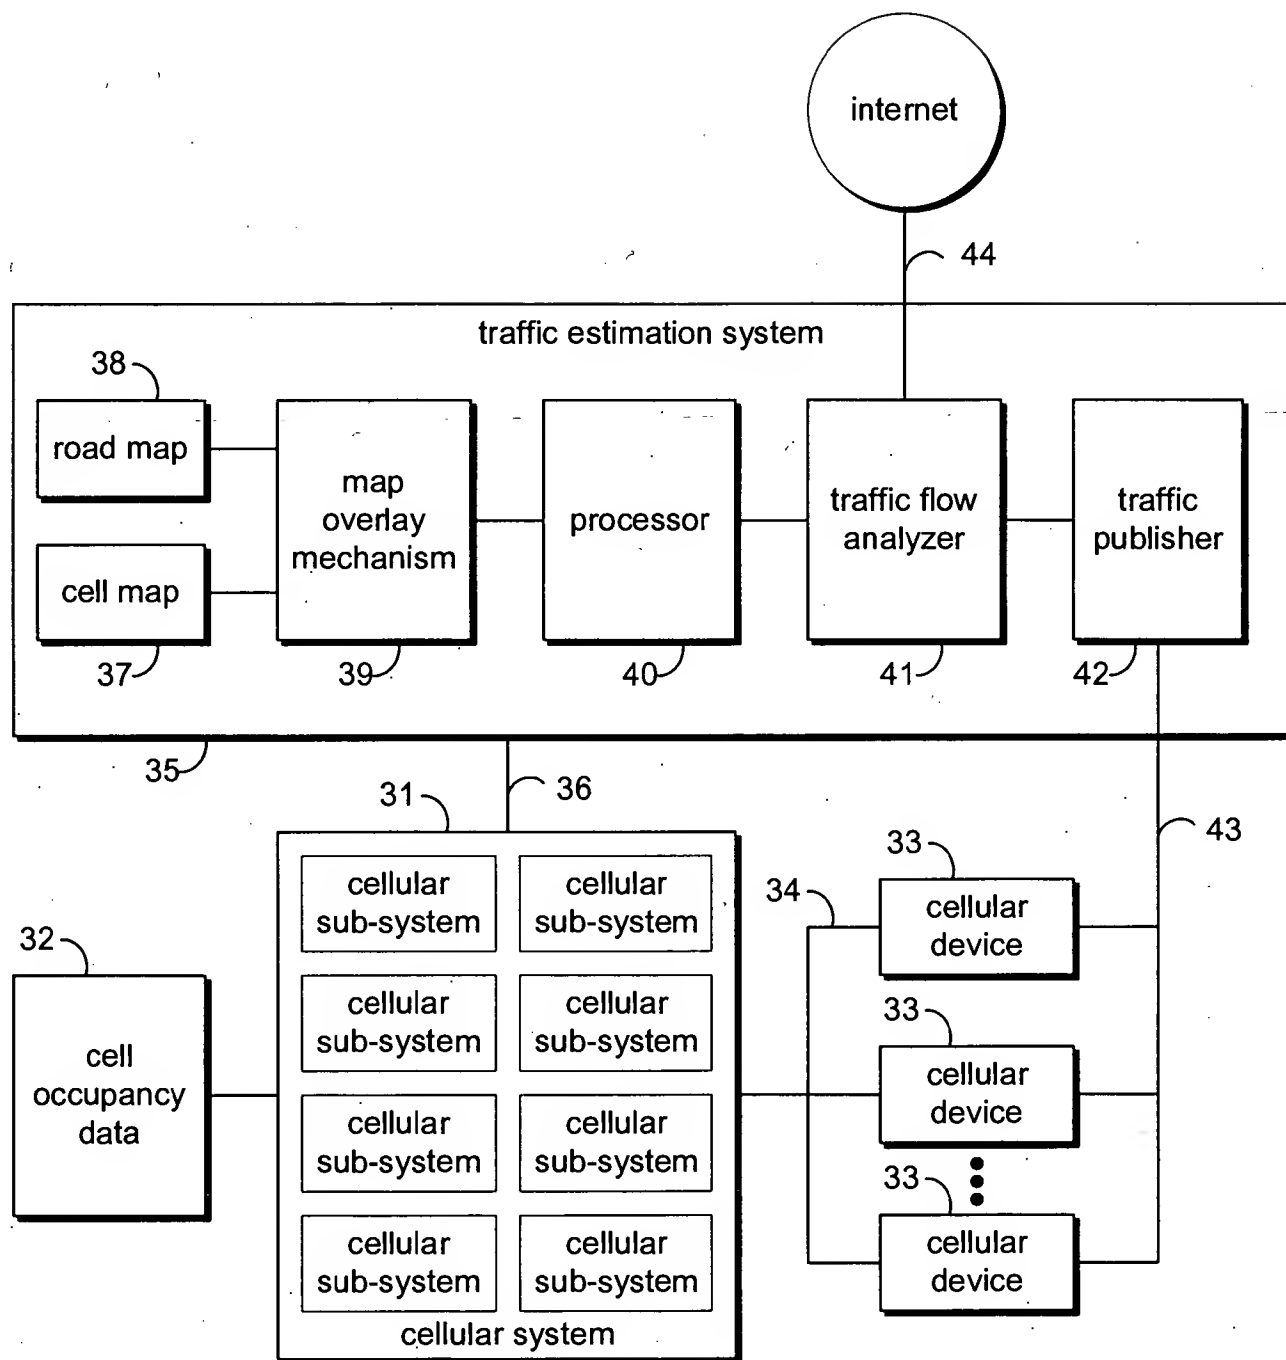 internet
44
traffic estimation system
38
road map
cell map
37
map
overlay
mechanism
39
processor
40
traffic flow
analyzer
41
traffic
publisher
42
35
36
31
43
32
cell
occupancy
data
cellular
sub-system
cellular
sub-system
cellular
sub-system
cellular
sub-system
cellular
sub-system
cellular
sub-system
cellular
sub-system
cellular
sub-system
cellular system
34
33
cellular
device
33
cellular
device
33
cellular
device